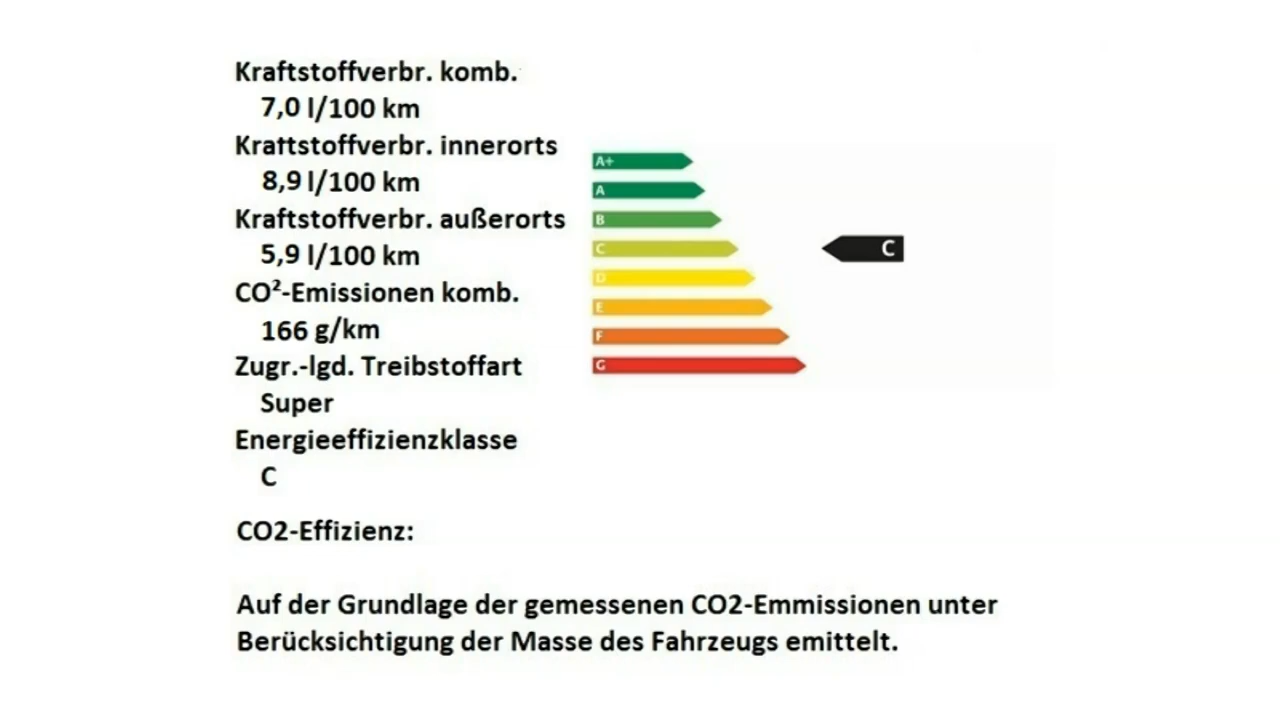 Kraftstoffverbr. komb.
7,0 l/100 km
Krattstoffverbr. innerorts
8,9 l/100 km
Kraftstoffverbr. außerorts
5,9 l/100 km
CO²-Emissionen komb.
166 g/km
Zugr.-lgd. Treibstoffart
Super
Energieeffizienzklasse
C
A+
A
B
C
D
E
F
G
C
CO2-Effizienz:
Auf der Grundlage der gemessenen CO2-Emmissionen unter
Berücksichtigung der Masse des Fahrzeugs emittelt.